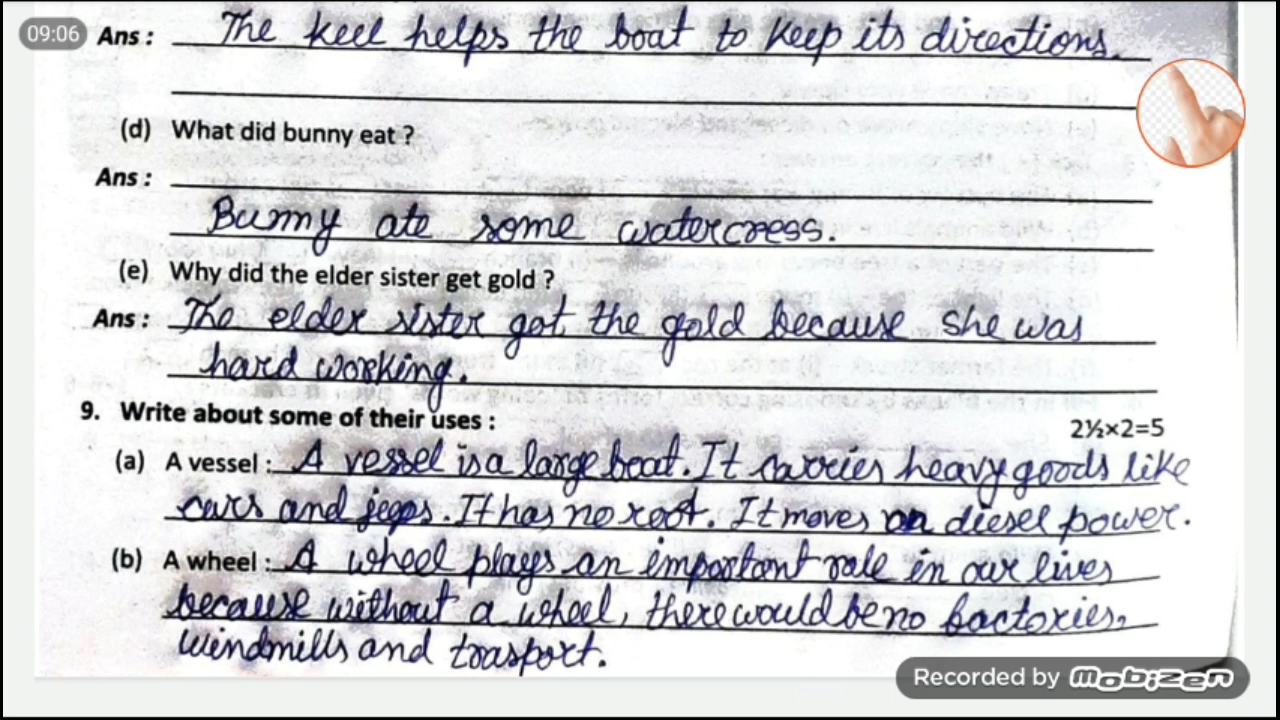 09:06
Ans : The keel helps the boat to keep its directions.
(d) What did bunny eat ?
Ans :
Bunny ate some watercress.
(e) Why did the elder sister get gold ?
Ans : The elder sister got the gold because she was
hard working.
9. Write about some of their uses :
2½×2=5
(a) A vessel : A vessel is a large boat. It carries heavy goods like
cars and jeeps. It has no roof. It moves on diesel power.
(b) A wheel : A wheel plays an important role in our lives
because without a wheel, there would be no factories,
windmills and trasport.
Recorded by Mobizen